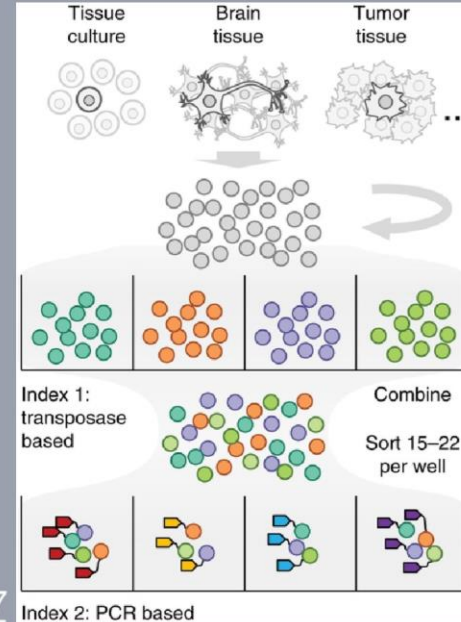 Tissue culture
Brain tissue
Tumor tissue
...
Index 1:
transposase
based
Combine
Sort 15–22
per well
7
Index 2: PCR based